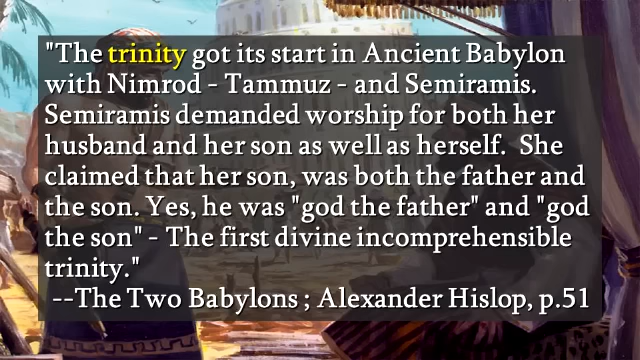 "The trinity got its start in Ancient Babylon
with Nimrod - Tammuz - and Semiramis.
Semiramis demanded worship for both her
husband and her son as well as herself.  She
claimed that her son, was both the father and
the son. Yes, he was "god the father" and "god
the son" - The first divine incomprehensible
trinity."
--The Two Babylons ; Alexander Hislop, p.51